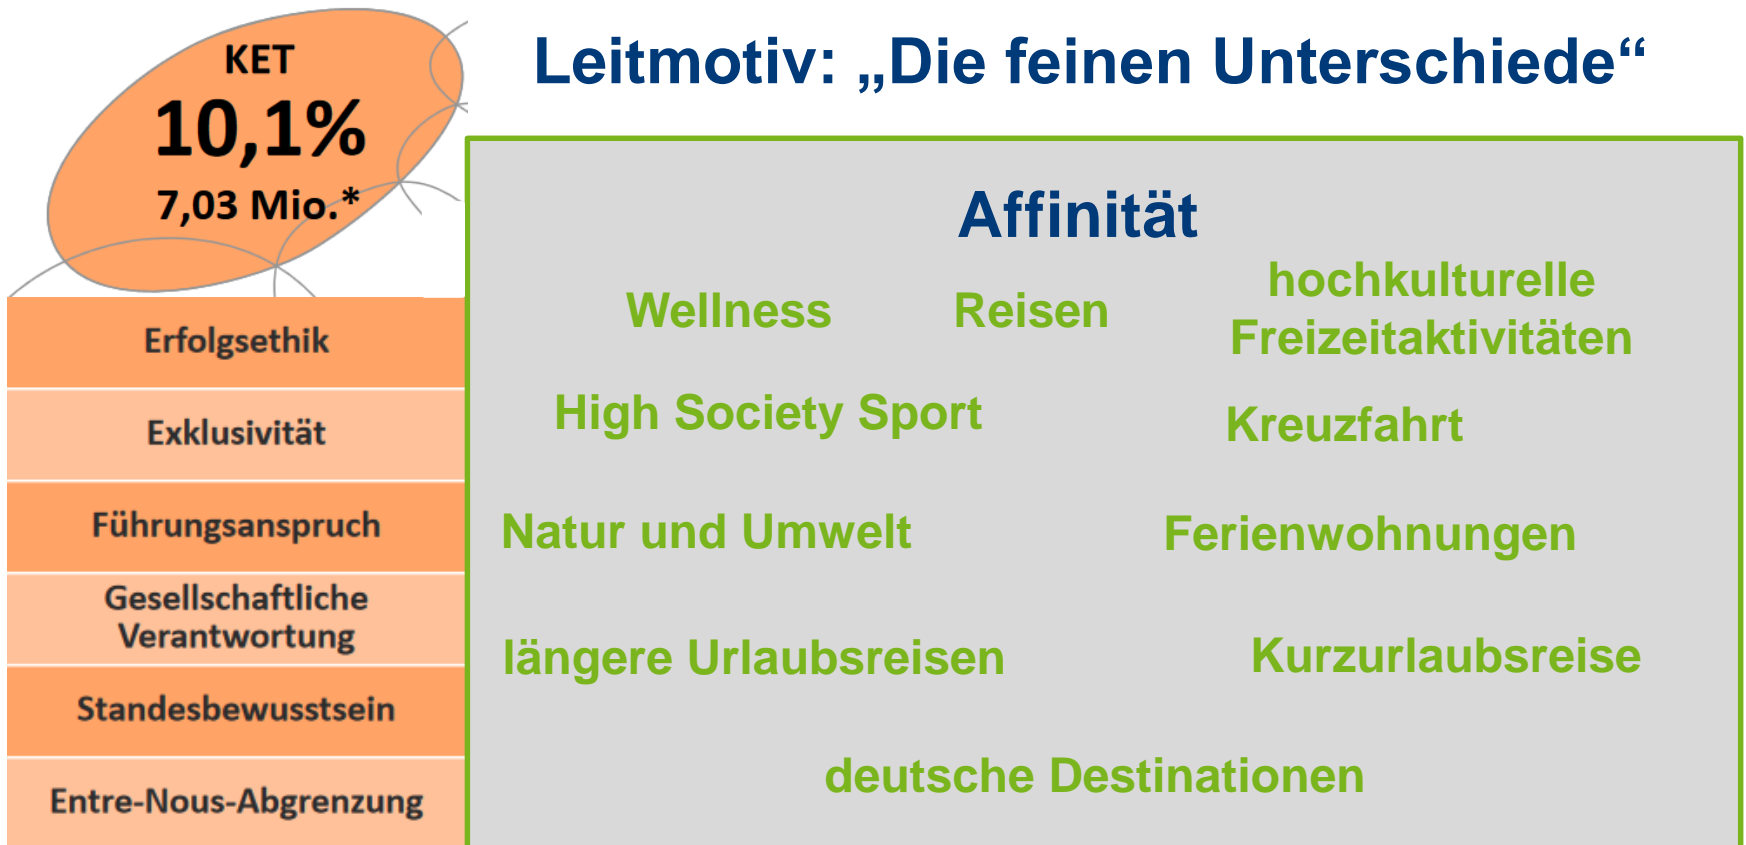 KET
10,1%
7,03 Mio.*
Erfolgsethik
Exklusivität
Führungsanspruch
Gesellschaftliche
Verantwortung
Standesbewusstsein
Entre-Nous-Abgrenzung
Leitmotiv: „Die feinen Unterschiede“
Affinität
Wellness
Reisen
hochkulturelle
Freizeitaktivitäten
High Society Sport
Kreuzfahrt
Natur und Umwelt
Ferienwohnungen
längere Urlaubsreisen
Kurzurlaubsreise
deutsche Destinationen